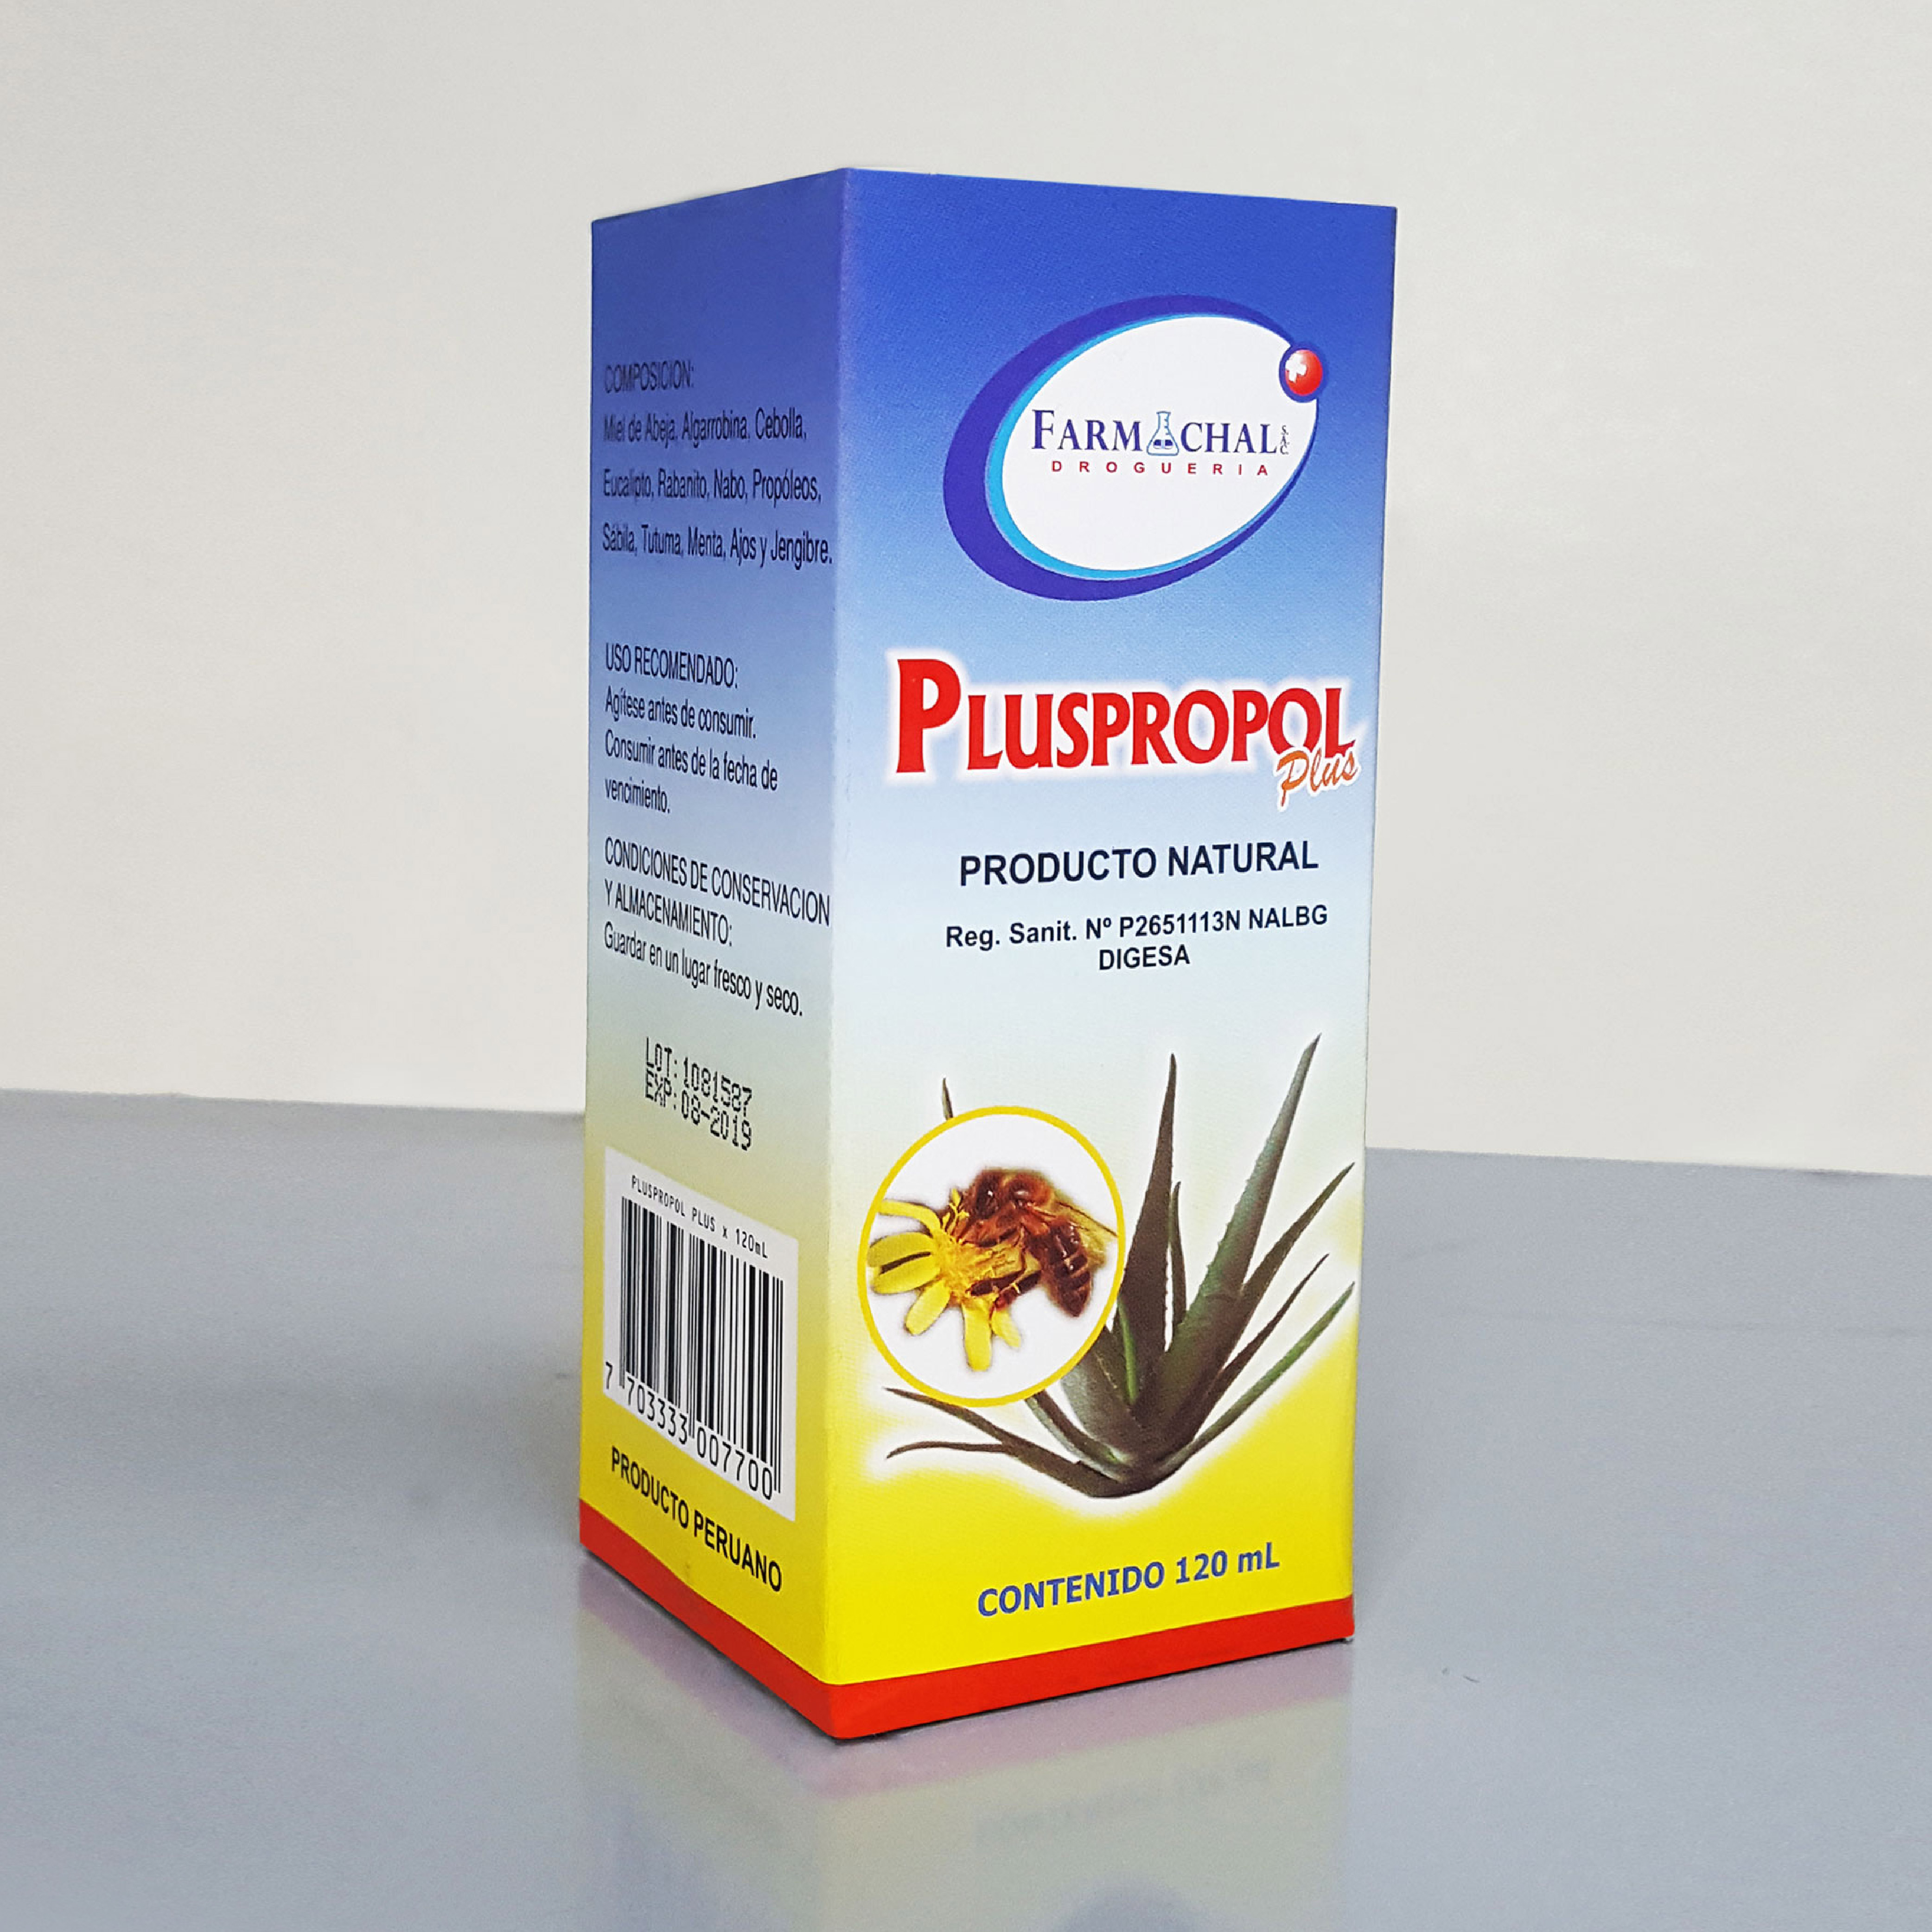 COMPOSICION:
Miel de Abeja, Algarrobina. Cebolla,
Eucalipto, Rabanito, Nabo, Propóleos,
Sábila, Tutuma, Menta, Ajos y Jengibre.
USO RECOMENDADO:
Agítese antes de consumir.
Consumir antes de la fecha de
vencimiento.
CONDICIONES DE CONSERVACION
Y ALMACENAMIENTO:
Guardar en un lugar fresco y seco.
LOT: 1081587
EXP: 08-2019
PLUSPROPOL PLUS x 120mL
7 703333 007700
PRODUCTO PERUANO
FARMACHAL S.A.C.
DROGUERIA
PLUSPROPOL
Plus
PRODUCTO NATURAL
Reg. Sanit. Nº P2651113N NALBG
DIGESA
CONTENIDO 120 mL